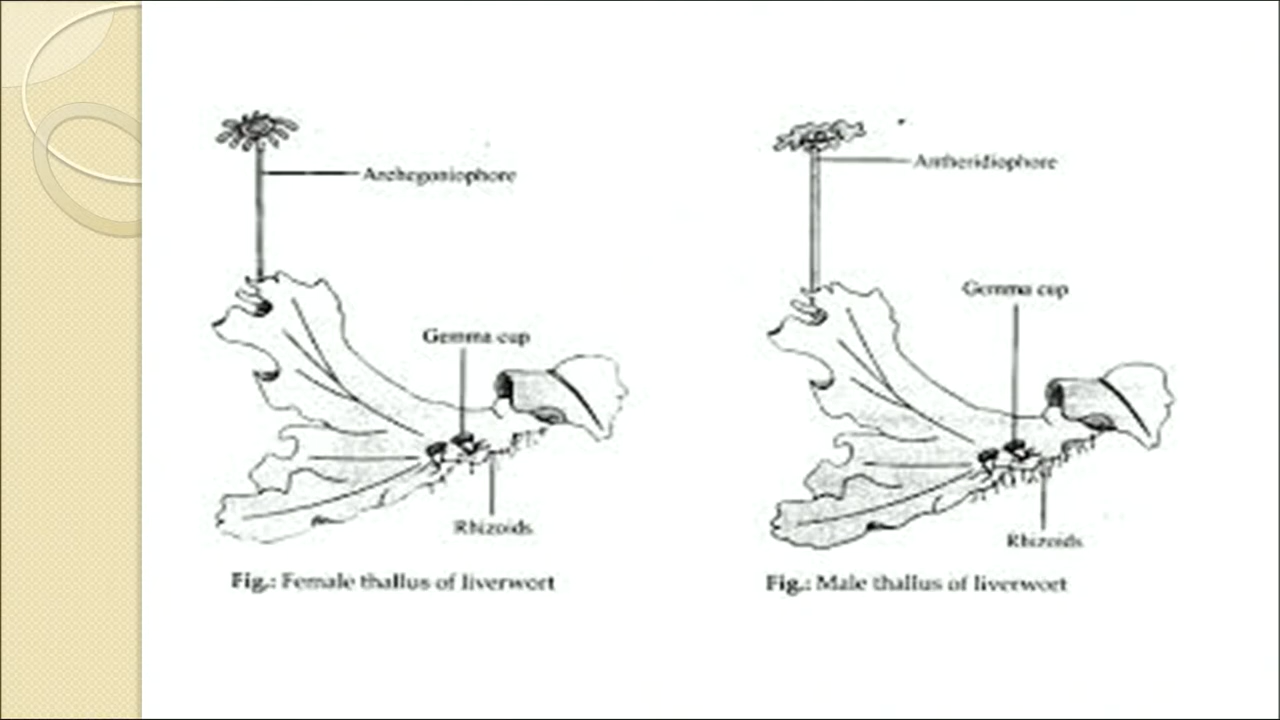 Archegoniophore
Gemma cup
Rhizoids
Fig.: Female thallus of liverwort
Antheridiophore
Gemma cup
Rhizoids
Fig.: Male thallus of liverwort